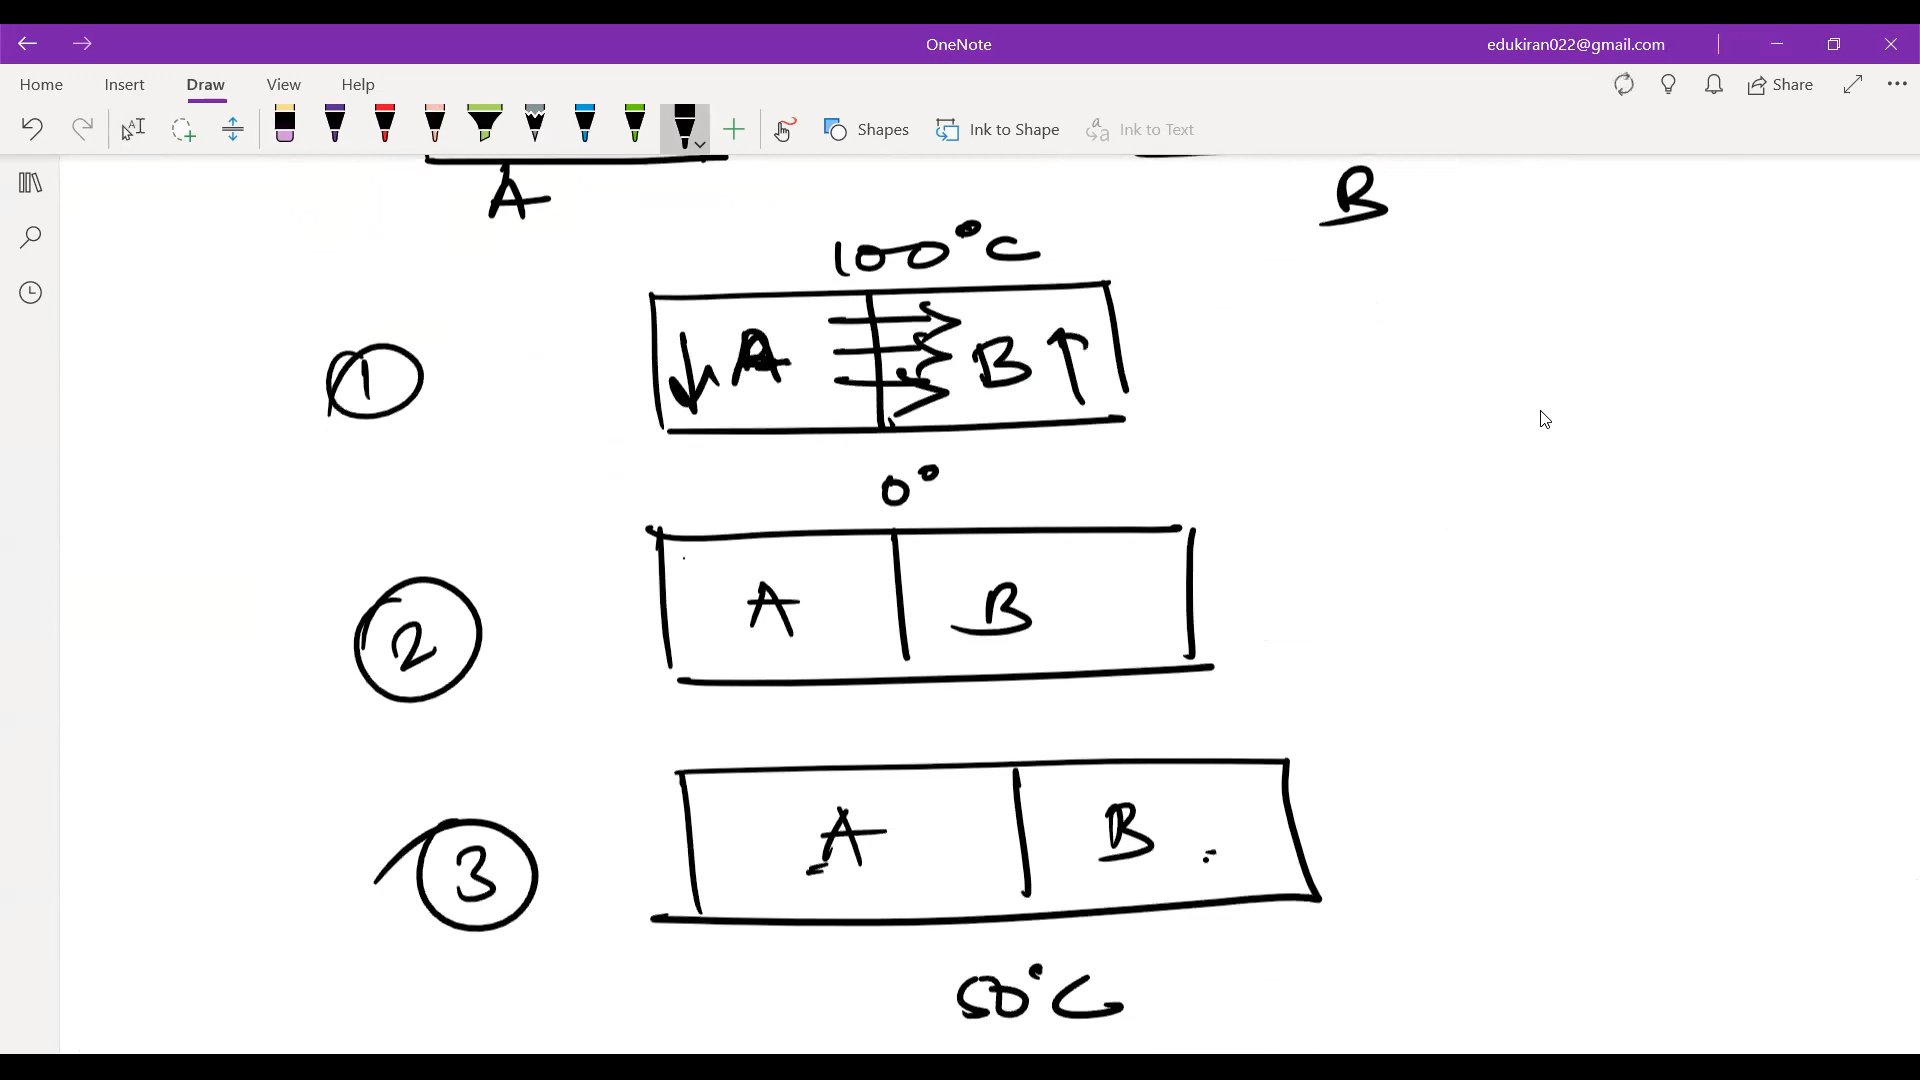 OneNote
edukiran022@gmail.com
Home Insert Draw View Help
Share
Shapes Ink to Shape Ink to Text
A B
100°C
1 A B
0°
2 A B
3 A B
50°C